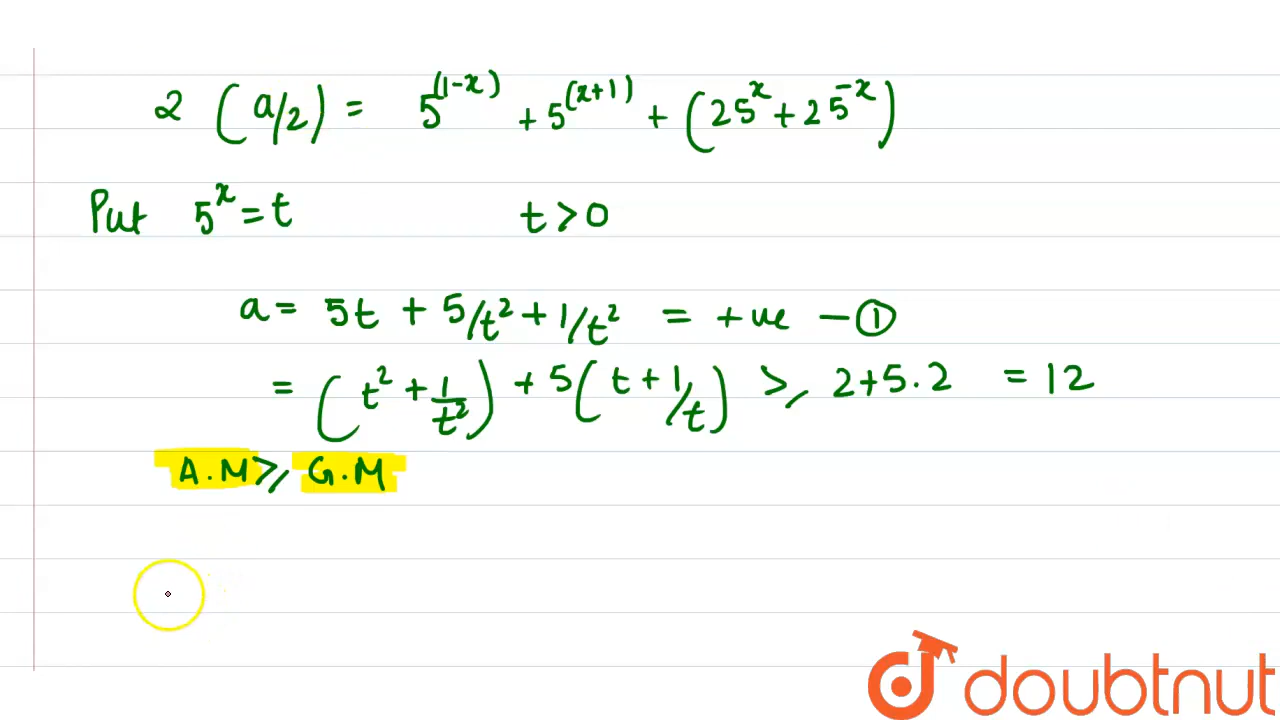 2 (a/2) = 5^(1-x) + 5^(x+1) + (25^x + 25^-x)
Put 5^x = t t > 0
a = 5t + 5/t² + 1/t² = +ve - ①
= (t² + 1/t²) + 5(t + 1/t) ⩾ 2+5.2 = 12
A.M ⩾ G.M
doubtnut